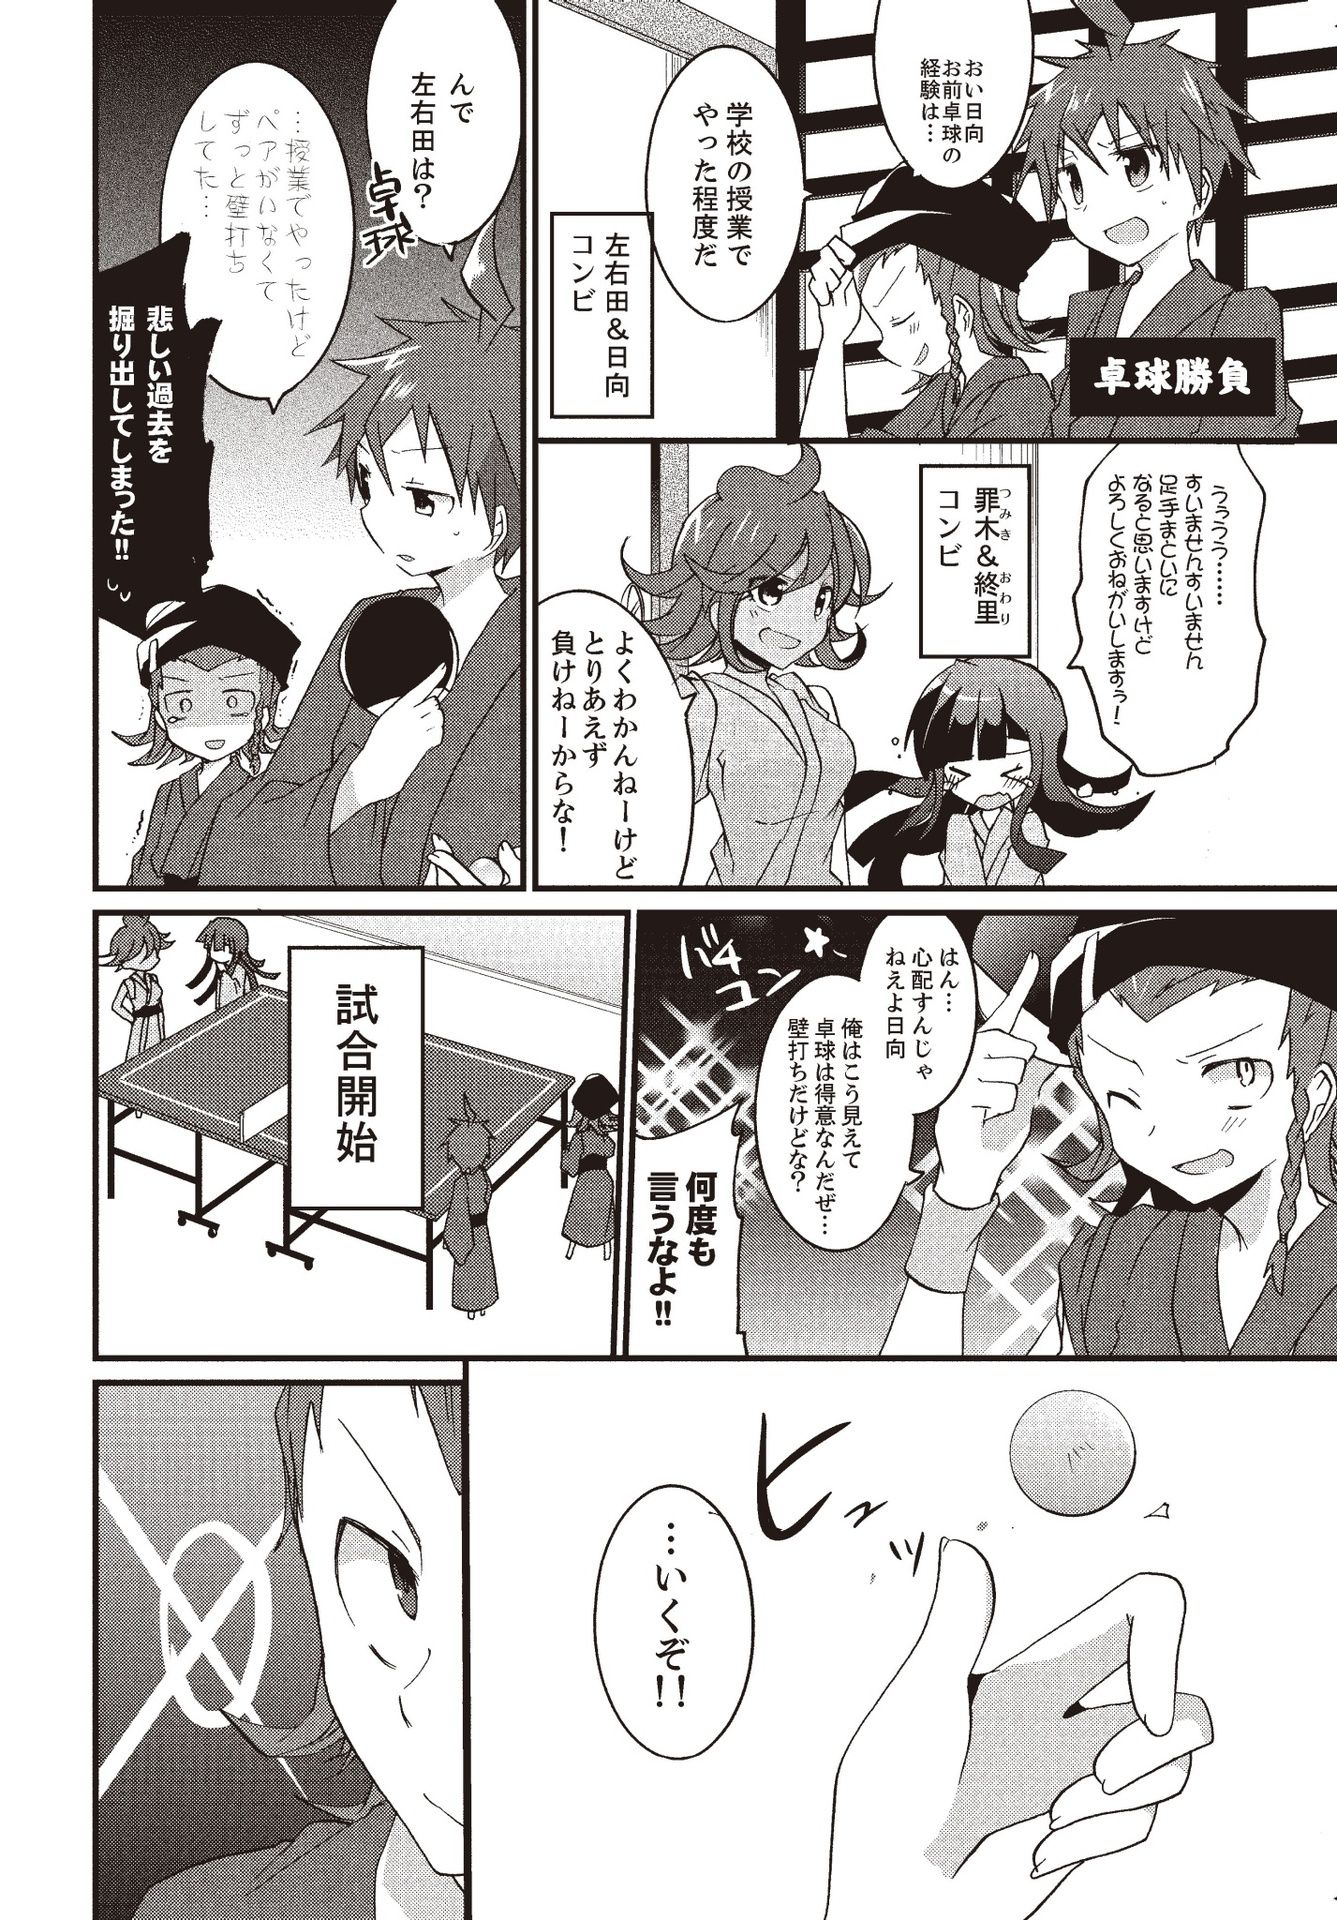 おい日向
お前卓球の
経験は…
卓球勝負
学校の授業で
やった程度だ
左右田&日向
コンビ
んで
左右田は?
卓球
…授業でやったけど
ペアがいなくて
ずっと壁打ち
してた…
悲しい過去を
掘り出してしまった!!
うぅうう……
すいませんすいません
足手まといに
なると思いますけど
よろしくおねがいしますぅ!
罪木&終里
つみき おわり
コンビ
よくわかんねーけど
とりあえず
負けねーからな!
はん…
心配すんじゃ
ねえよ日向
俺はこう見えて
卓球は得意なんだぜ…
壁打ちだけどな?
バチコン
何度も
言うなよ!!
試合開始
ヒュッ
…いくぞ!!